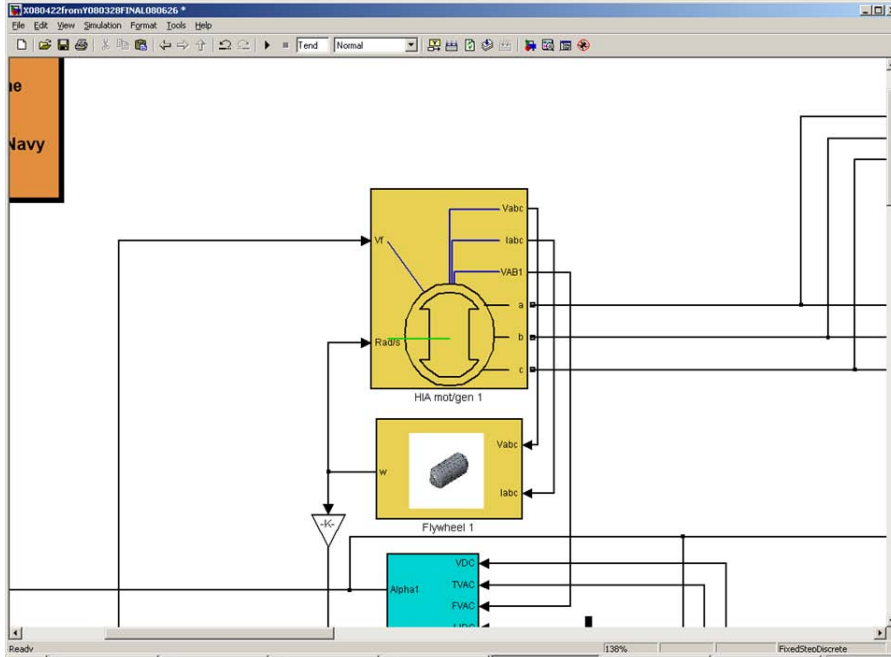 X080422fromY080328FINAL080626 *
File Edit View Simulation Format Tools Help
Tend Normal
Navy
Vabc
Vf
Iabc
VAB1
a
Rad/s
b
c
HIA mot/gen 1
Vabc
w
Iabc
Flywheel 1
-K-
VDC
Alpha1
TVAC
FVAC
Ready 138% FixedStepDiscrete